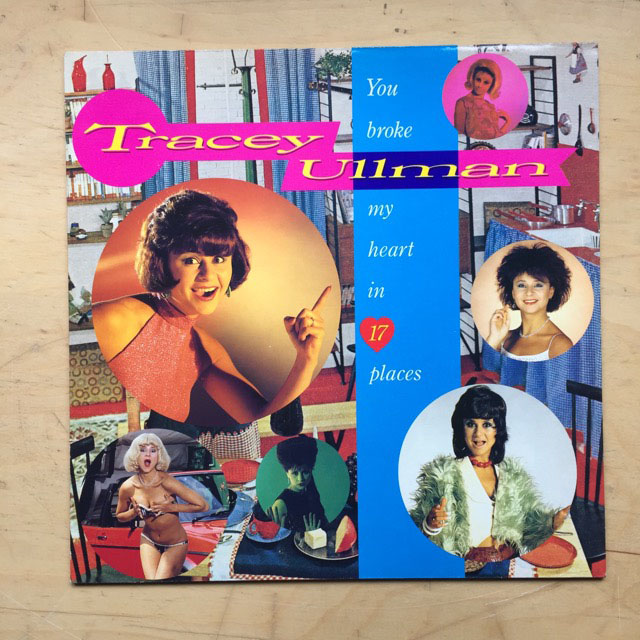 Tracey
Ullman
You
broke
my
heart
in
17
places